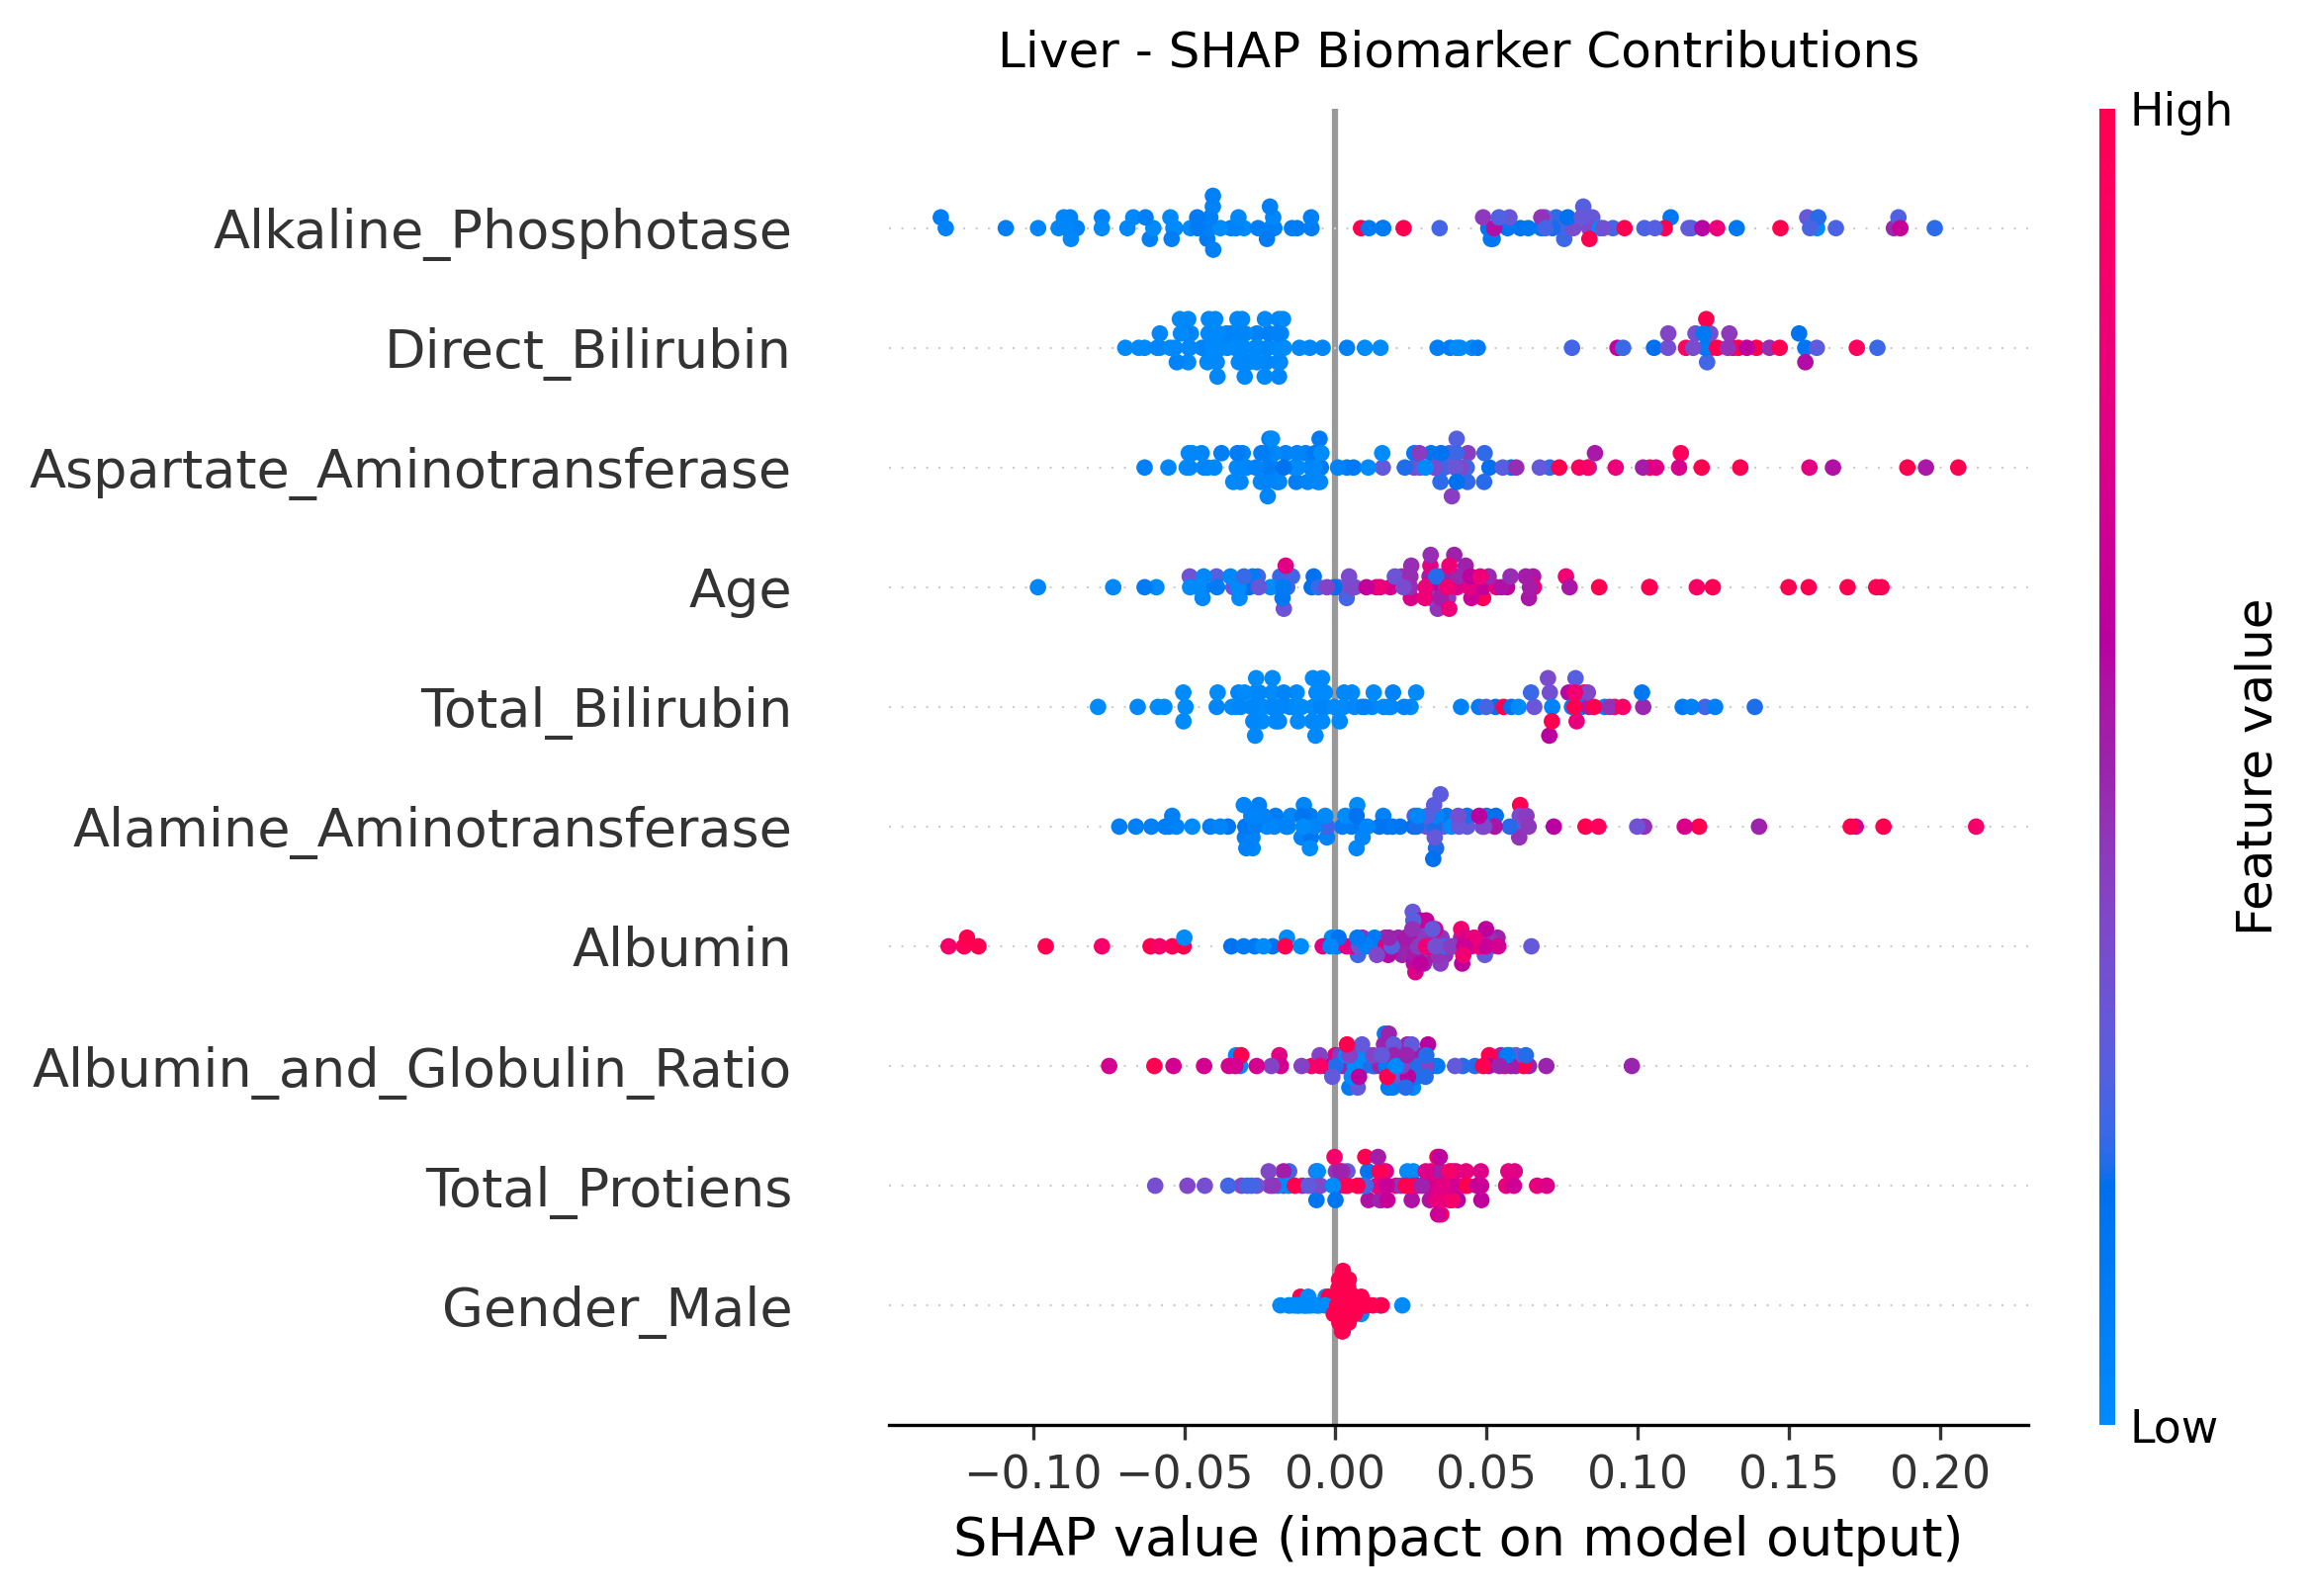 Liver - SHAP Biomarker Contributions
High
Alkaline_Phosphotase
Direct_Bilirubin
Aspartate_Aminotransferase
Age
Total_Bilirubin
Alamine_Aminotransferase
Albumin
Albumin_and_Globulin_Ratio
Total_Protiens
Gender_Male
Feature value
Low
−0.10 −0.05 0.00 0.05 0.10 0.15 0.20
SHAP value (impact on model output)